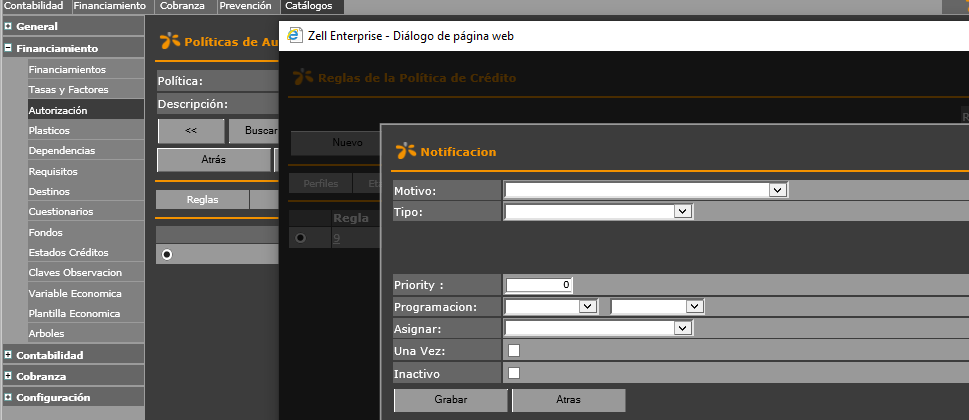 Contabilidad Financiamiento Cobranza Prevención Catálogos
General
Financiamiento
Financiamientos
Tasas y Factores
Autorización
Plasticos
Dependencias
Requisitos
Destinos
Cuestionarios
Fondos
Estados Créditos
Claves Observacion
Variable Economica
Plantilla Economica
Arboles
Contabilidad
Cobranza
Configuración
Políticas de Au
Política:
Descripción:
<< Buscar
Atrás
Reglas
Zell Enterprise - Diálogo de página web
Reglas de la Política de Crédito
R
Nuevo
Perfiles Et
Regla
9
Notificacion
Motivo:
Tipo:
Priority : 0
Programacion:
Asignar:
Una Vez:
Inactivo
Grabar Atras